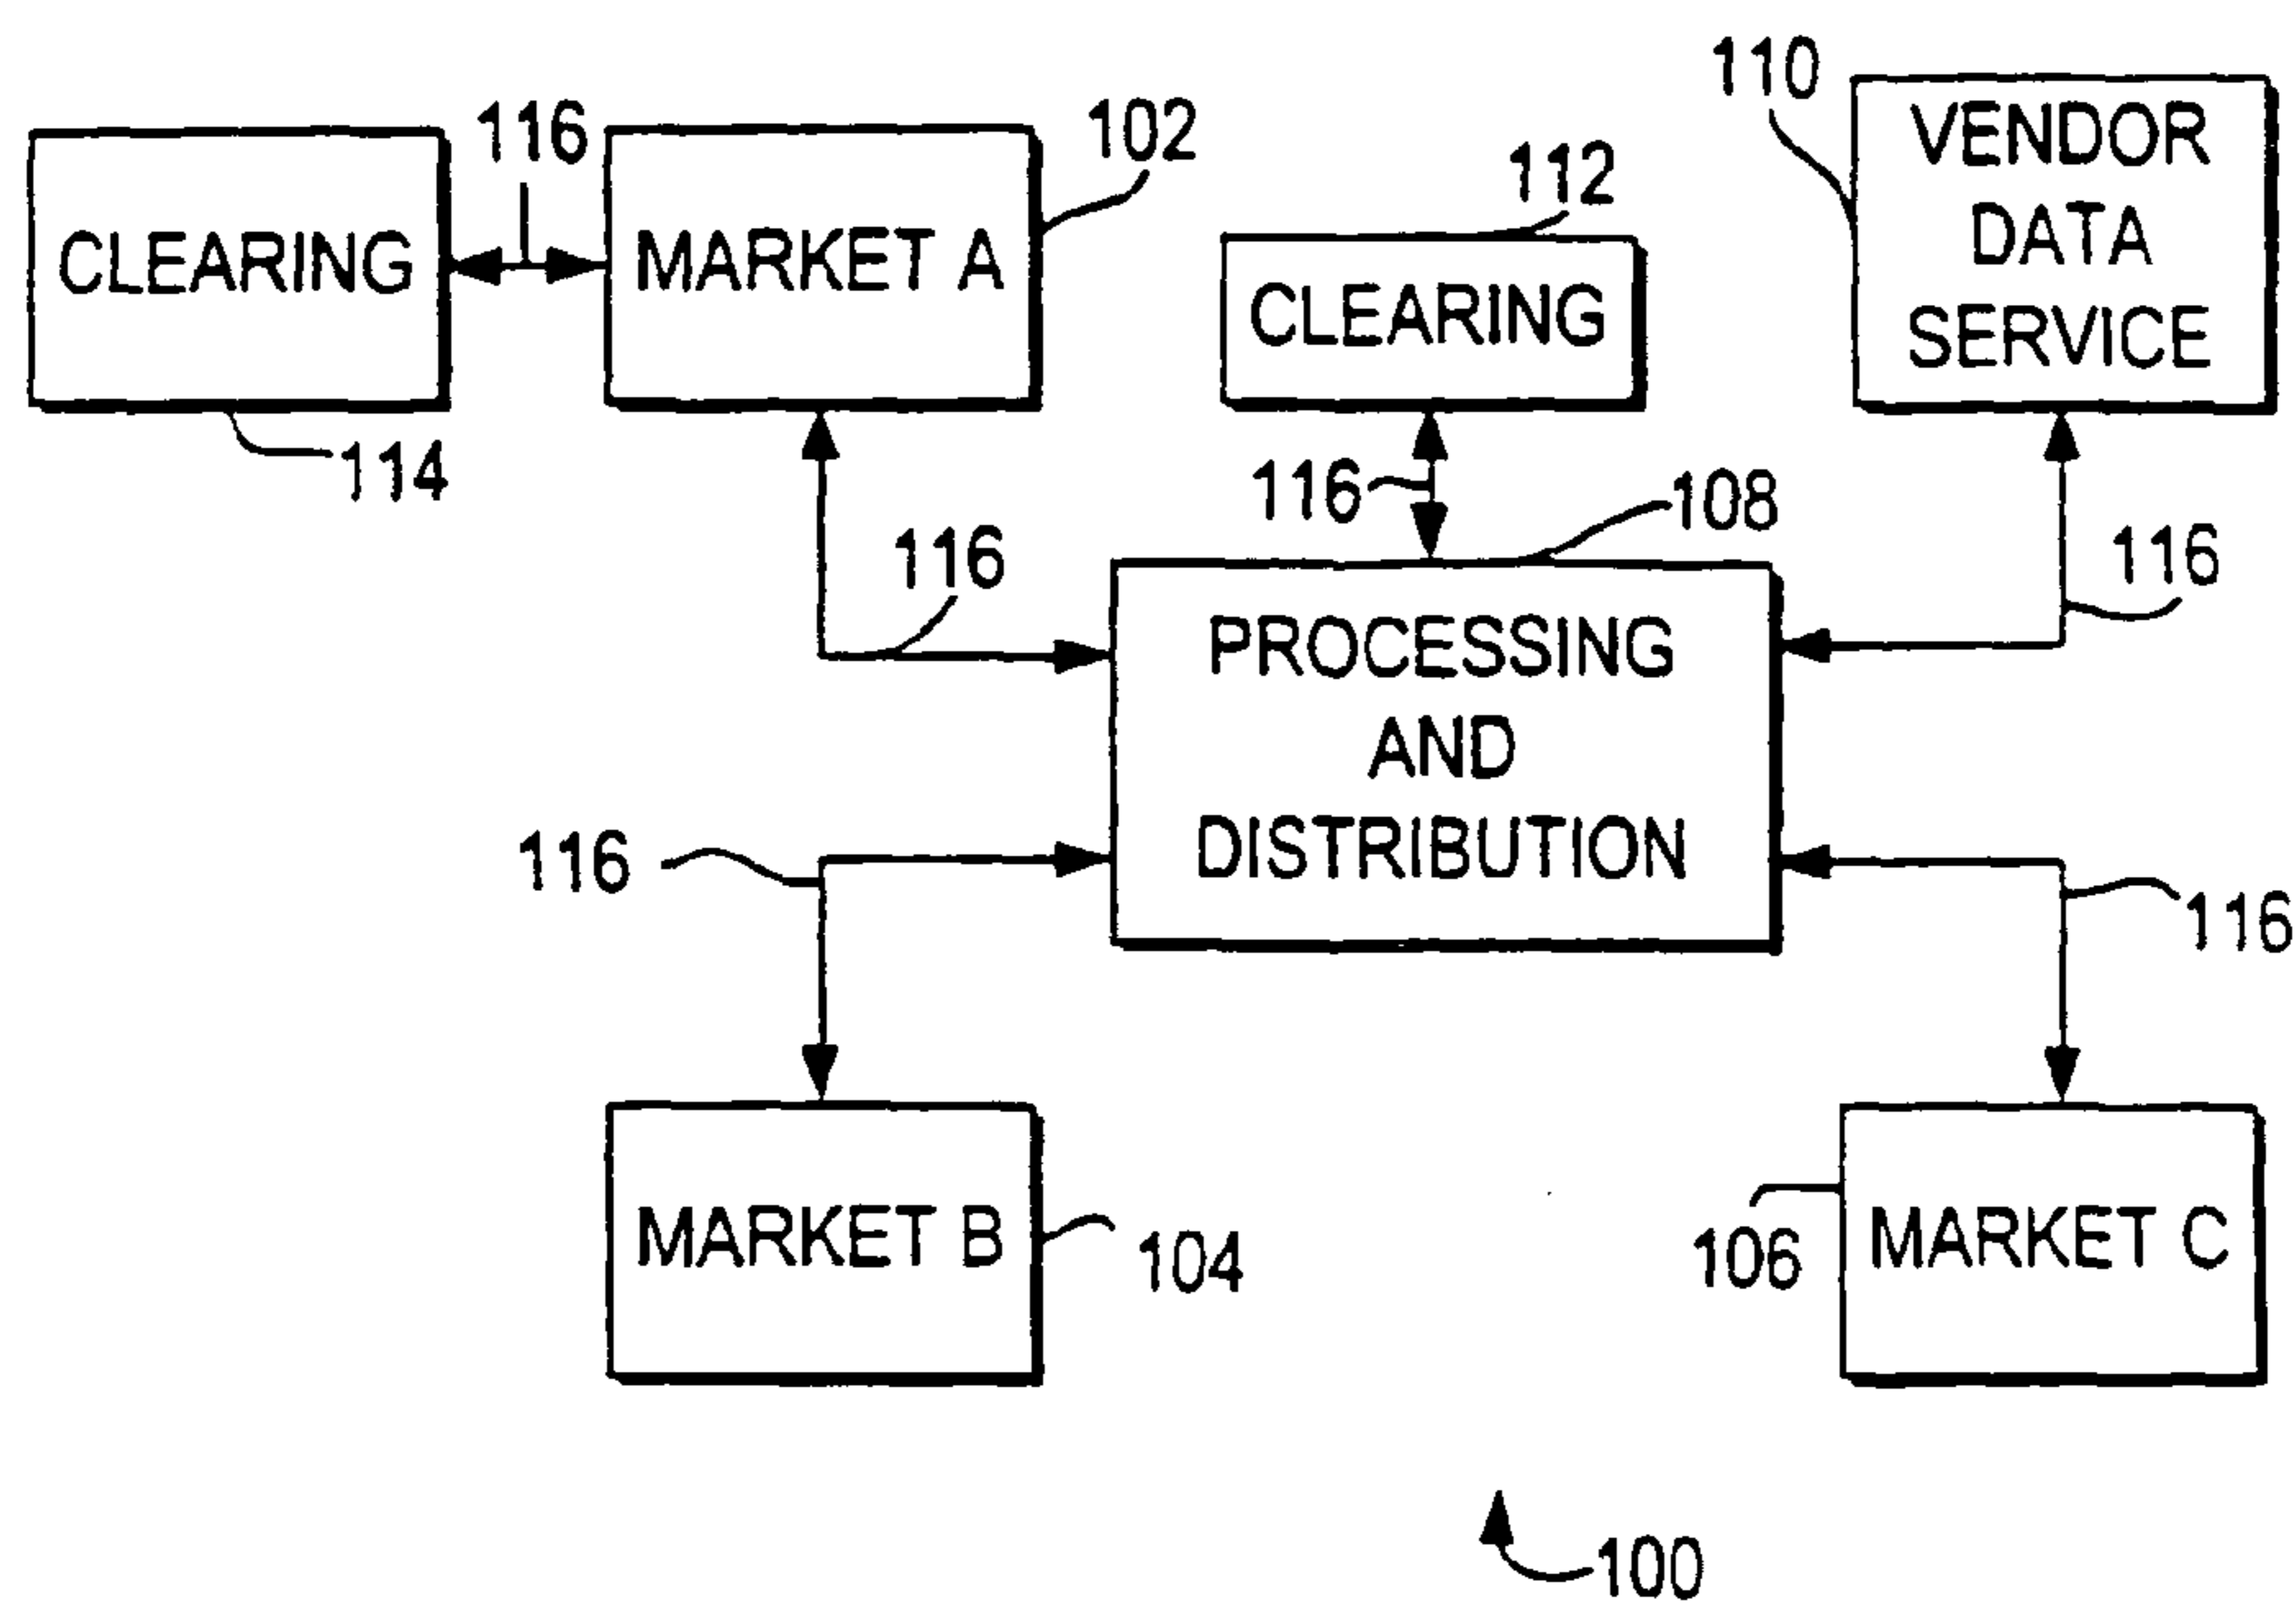 110
VENDOR
DATA
SERVICE
116
102
112
CLEARING
MARKET A
CLEARING
114
116
108
116
116
PROCESSING
AND
DISTRIBUTION
116
116
MARKET B
104
106
MARKET C
100